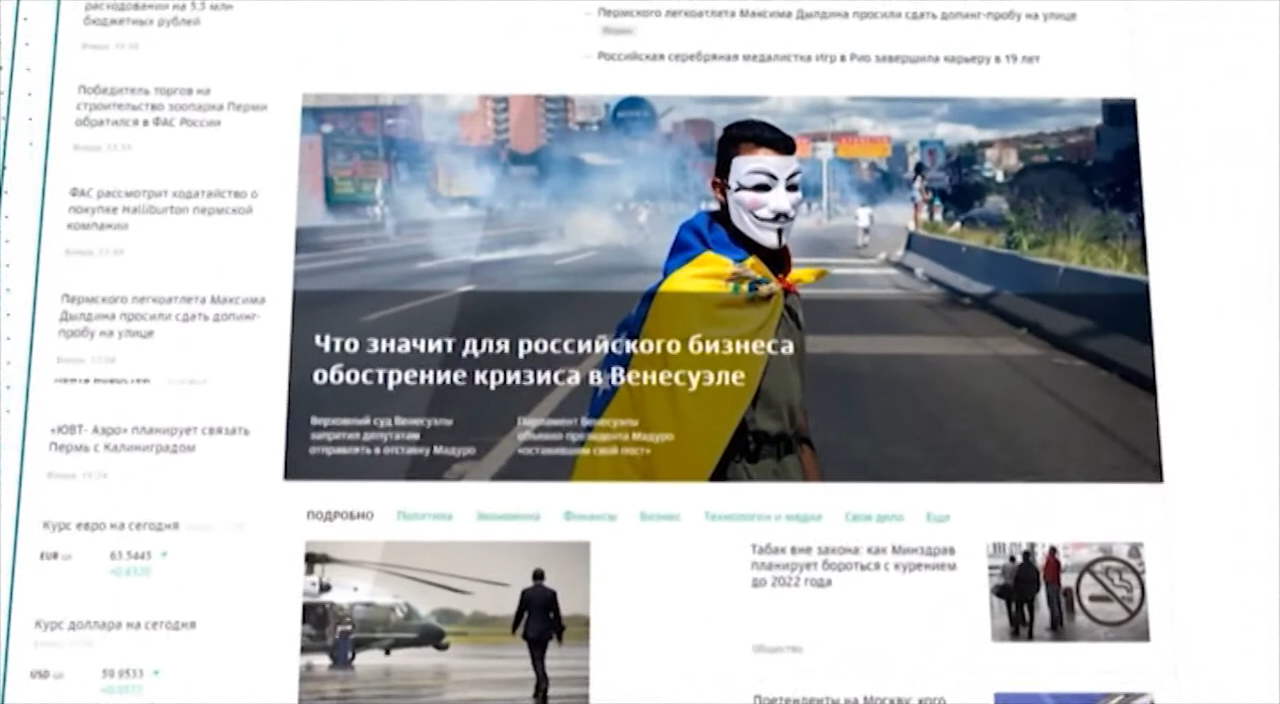 расходовании на 5.5 млн
бюджетных рублей
Победитель торгов на
строительство зоопарка Перми
обратился в ФАС России
ФАС рассмотрит ходатайство о
покупке Halliburton пермской
компании
Пермского легкоатлета Максима
Дылдина просили сдать допинг-
пробу на улице
«ЮВТ- Аэро» планирует связать
Пермь с Калининградом
Курс евро на сегодня
EUR ЦБ 63.5445
+0.6320
Курс доллара на сегодня
USD ЦБ 59.9533
Пермского легкоатлета Максима Дылдина просили сдать допинг-пробу на улице
Российская серебряная медалистка Игр в Рио завершила карьеру в 19 лет
Что значит для российского бизнеса
обострение кризиса в Венесуэле
Верховный суд Венесуэлы
запретил депутатам
отправлять в отставку Мадуро
Парламент Венесуэлы
объявил президента Мадуро
«оставившим свой пост»
ПОДРОБНО Политика Экономика Финансы Бизнес Технологии и медиа Свое дело Еще
Табак вне закона: как Минздрав
планирует бороться с курением
до 2022 года
Общество
Претенденты на Москву: кого